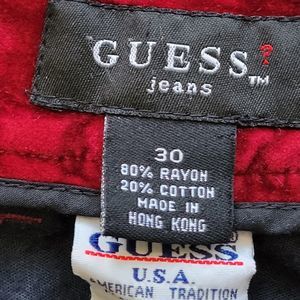 GUESS?™
jeans
30
80% RAYON
20% COTTON
MADE IN
HONG KONG
GUESS
U.S.A.
AMERICAN TRADITION